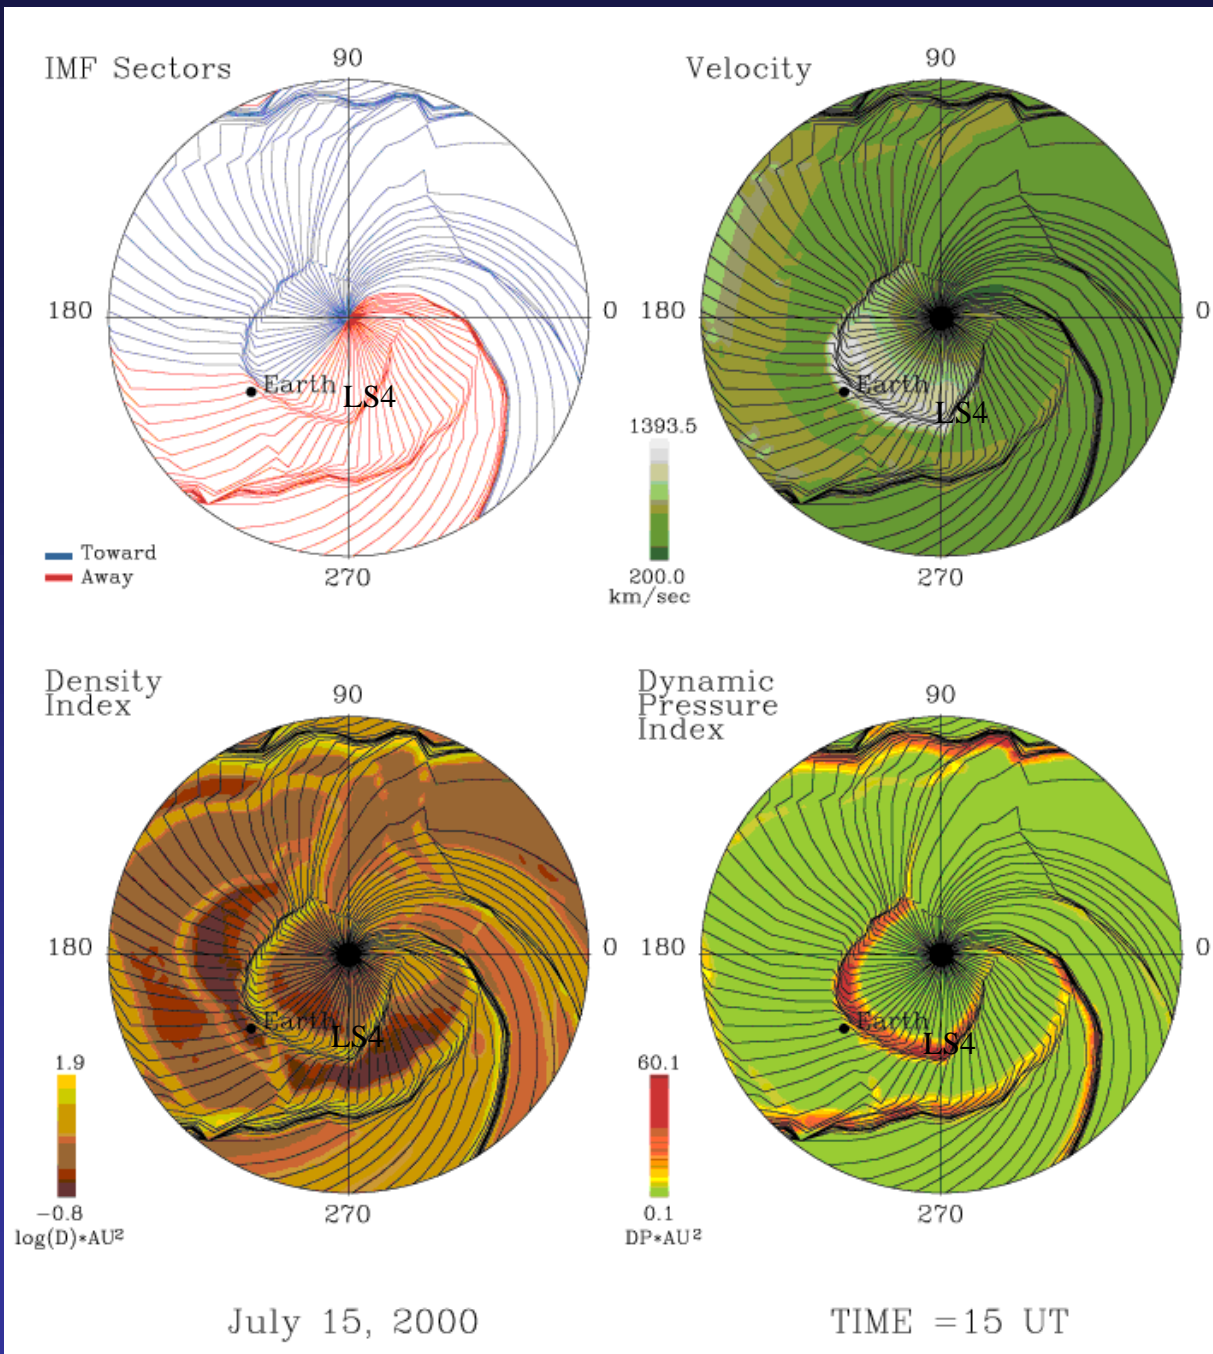 IMF Sectors
90
180
0
Earth
LS4
Toward
Away
270
Velocity
90
180
0
Earth
LS4
1393.5
200.0
km/sec
270
Density
Index
90
180
0
Earth
LS4
1.9
-0.8
log(D)*AU²
270
Dynamic
Pressure
Index
90
180
0
Earth
LS4
60.1
0.1
DP*AU²
270
July 15, 2000
TIME =15 UT